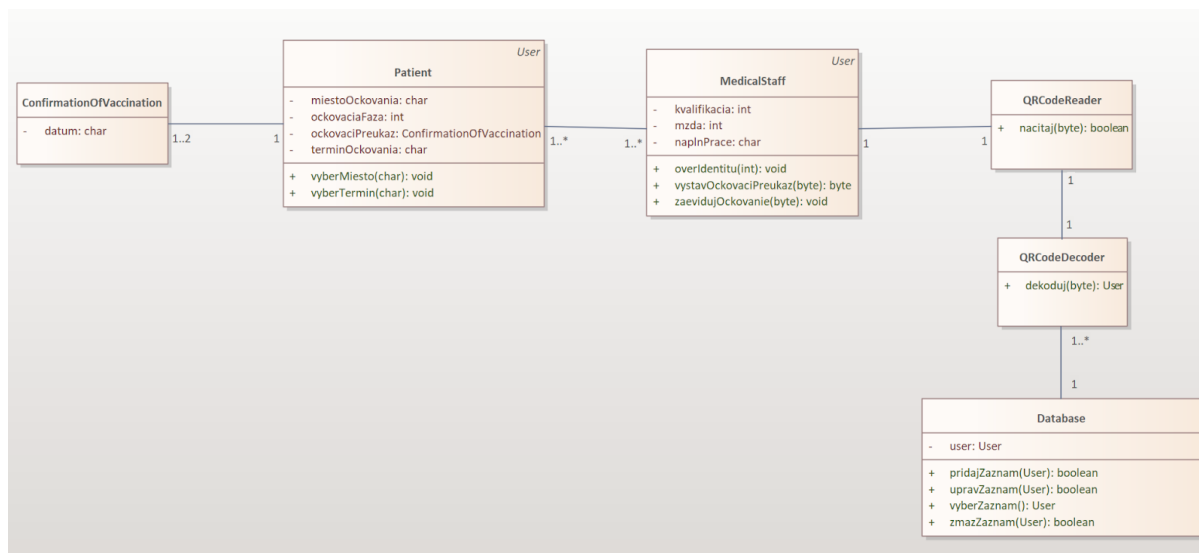 ConfirmationOfVaccination
- datum: char
1..2
1
User
Patient
- miestoOckovania: char
- ockovaciaFaza: int
- ockovaciPreukaz: ConfirmationOfVaccination
- terminOckovania: char
+ vyberMiesto(char): void
+ vyberTermin(char): void
1..*
1..*
User
MedicalStaff
- kvalifikacia: int
- mzda: int
- naplnPrace: char
+ overIdentitu(int): void
+ vystavOckovaciPreukaz(byte): byte
+ zaevidujOckovanie(byte): void
1
1
QRCodeReader
+ nacitaj(byte): boolean
1
1
QRCodeDecoder
+ dekoduj(byte): User
1..*
1
Database
- user: User
+ pridajZaznam(User): boolean
+ upravZaznam(User): boolean
+ vyberZaznam(): User
+ zmazZaznam(User): boolean